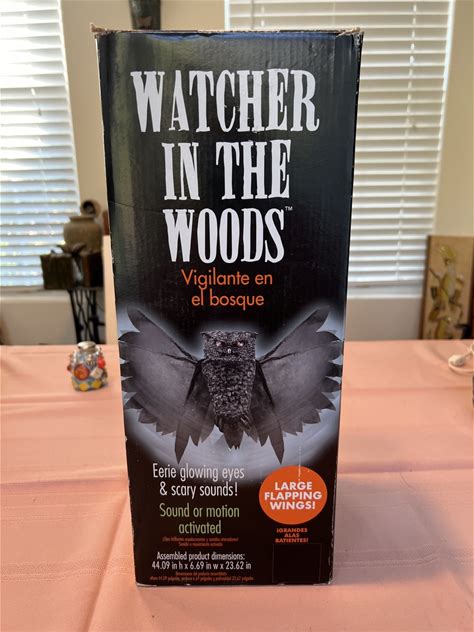 WATCHER
IN THE
WOODS™
Vigilante en
el bosque
Eerie glowing eyes
& scary sounds!
Sound or motion
activated
LARGE
FLAPPING
WINGS!
¡GRANDES
ALAS
BATIENTES!
Assembled product dimensions:
44.09 in h x 6.69 in w x 23.62 in